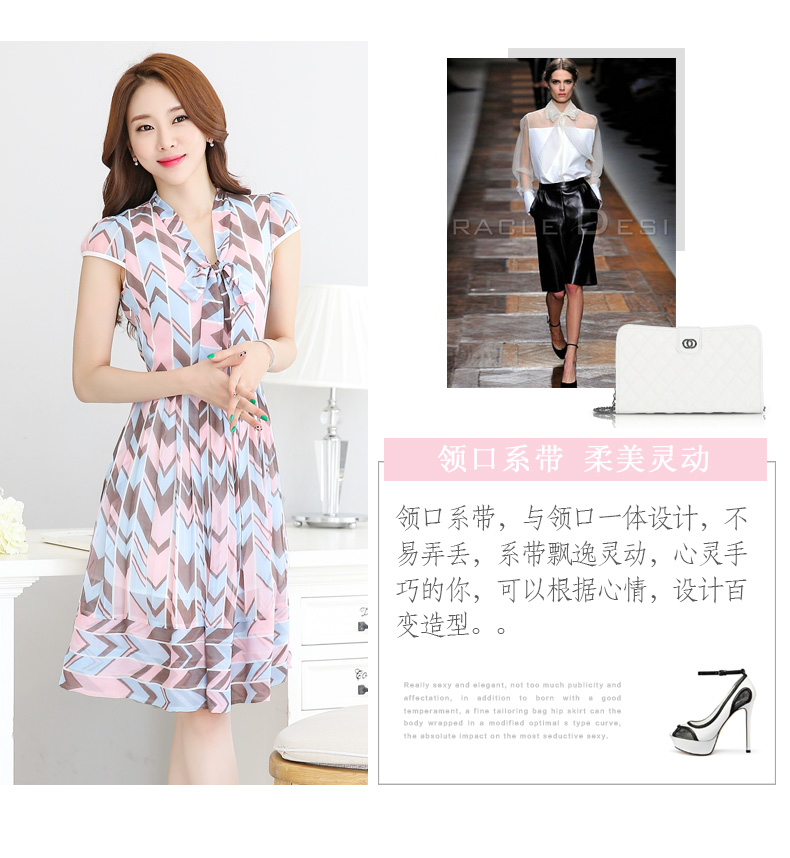 RACLE DESI
领口系带 柔美灵动
领口系带，与领口一体设计，不
易弄丢，系带飘逸灵动，心灵手
巧的你，可以根据心情，设计百
变造型。。
Really sexy and elegant, not too much publicity and
affectation, in addition to born with a good
temperament, a fine tailoring bag hip skirt can the
body wrapped in a modified optimal s type curve,
the absolute impact on the most seductive sexy.